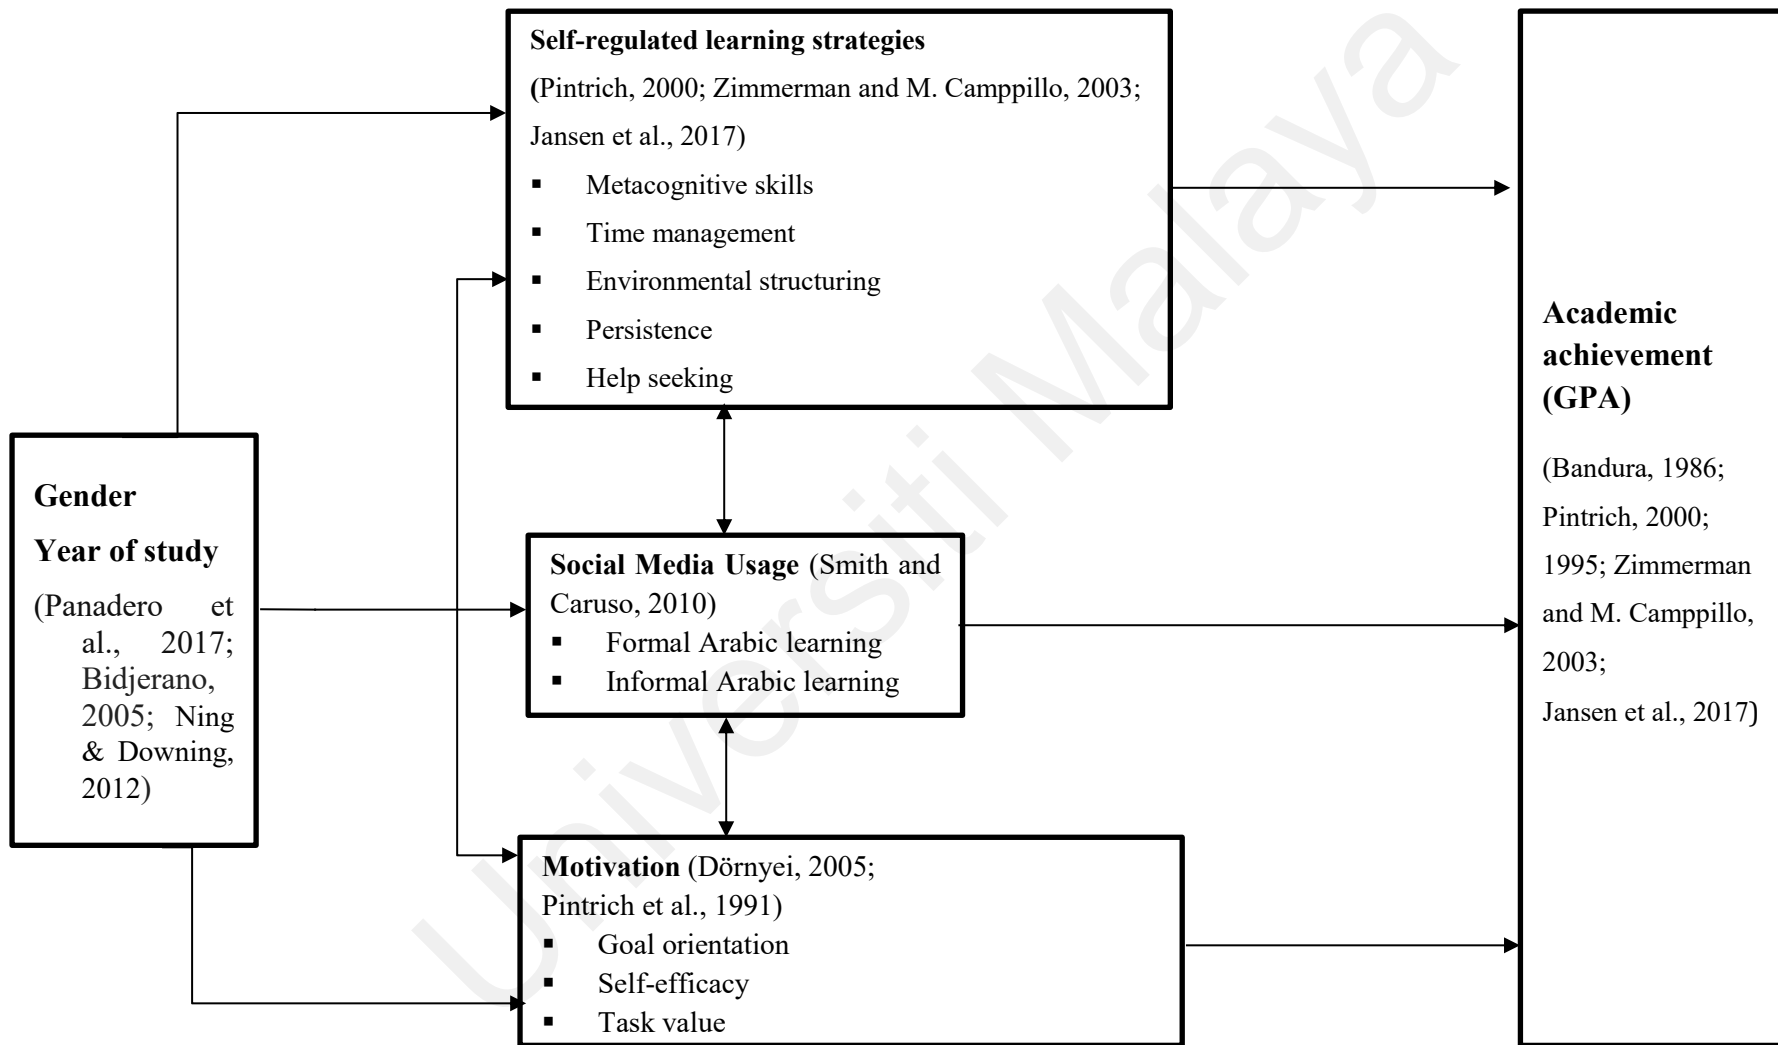 Self-regulated learning strategies
(Pintrich, 2000; Zimmerman and M. Camppillo, 2003;
Jansen et al., 2017)
▪ Metacognitive skills
▪ Time management
▪ Environmental structuring
▪ Persistence
▪ Help seeking
Gender
Year of study
(Panadero et
al., 2017;
Bidjerano,
2005; Ning
& Downing,
2012)
Social Media Usage (Smith and
Caruso, 2010)
▪ Formal Arabic learning
▪ Informal Arabic learning
Motivation (Dörnyei, 2005;
Pintrich et al., 1991)
▪ Goal orientation
▪ Self-efficacy
▪ Task value
Academic
achievement
(GPA)
(Bandura, 1986;
Pintrich, 2000;
1995; Zimmerman
and M. Camppillo,
2003;
Jansen et al., 2017)
Universiti Malaya